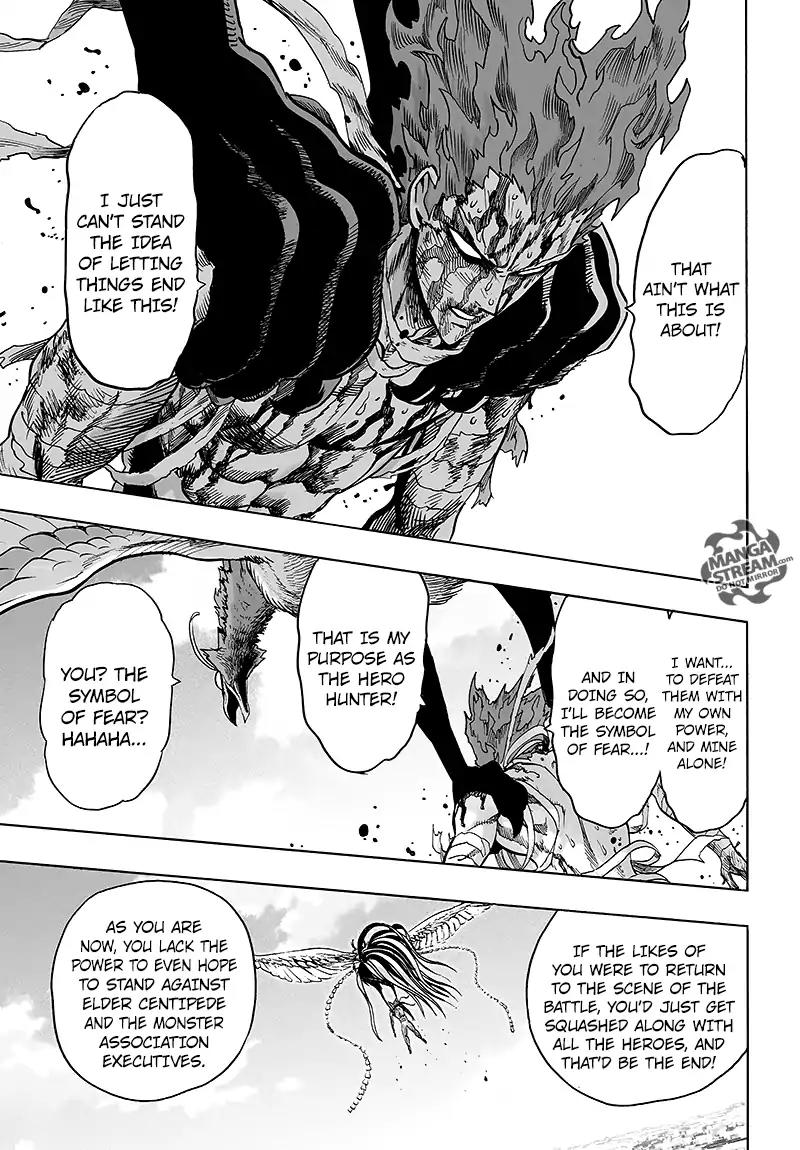 THAT
AIN'T WHAT
THIS IS
ABOUT!
I JUST
CAN'T STAND
THE IDEA
OF LETTING
THINGS END
LIKE THIS!
MANGA
STREAM.COM
DO NOT MIRROR
I WANT...
TO DEFEAT
THEM WITH
MY OWN
POWER,
AND MINE
ALONE!
AND IN
DOING SO,
I'LL BECOME
THE SYMBOL
OF FEAR...!
THAT IS MY
PURPOSE AS
THE HERO
HUNTER!
YOU? THE
SYMBOL
OF FEAR?
HAHAHA...
IF THE LIKES OF
YOU WERE TO RETURN
TO THE SCENE OF THE
BATTLE, YOU'D JUST GET
SQUASHED ALONG WITH
ALL THE HEROES, AND
THAT'D BE THE END!
AS YOU ARE
NOW, YOU LACK THE
POWER TO EVEN HOPE
TO STAND AGAINST
ELDER CENTIPEDE
AND THE MONSTER
ASSOCIATION
EXECUTIVES.